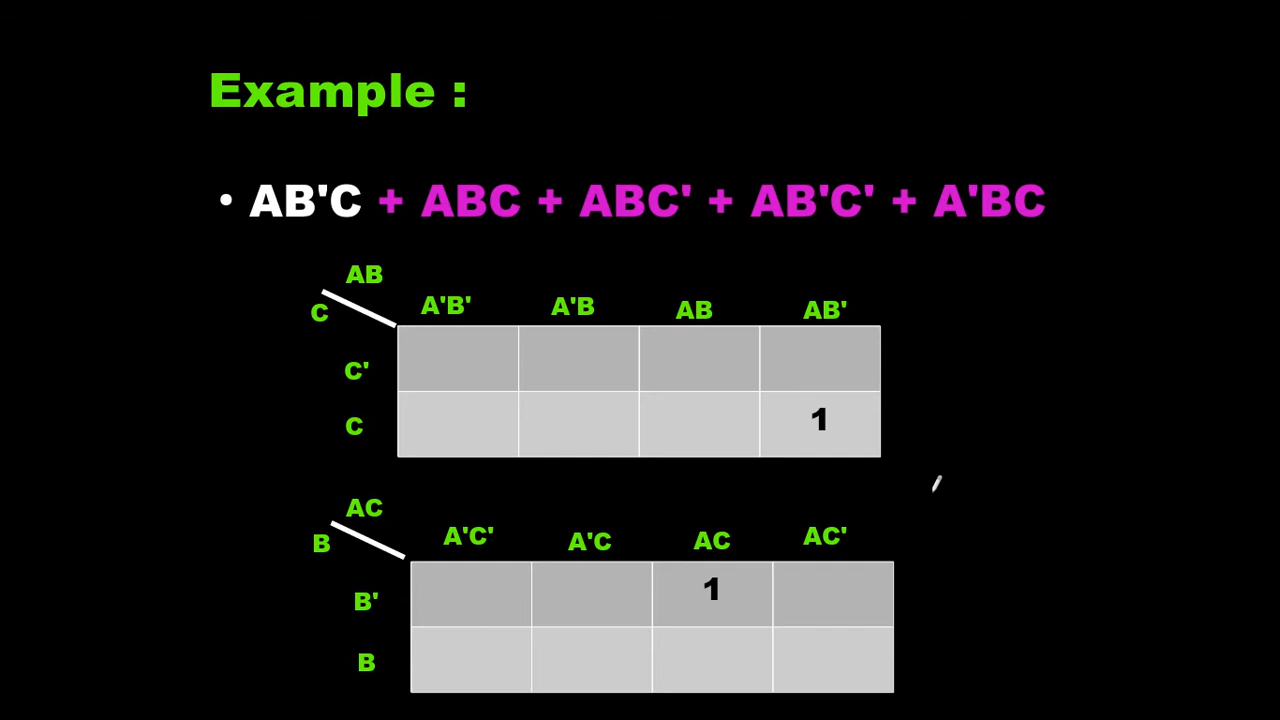 Example :
• AB'C + ABC + ABC' + AB'C' + A'BC
AB
C A'B' A'B AB AB'
C'
C 1
AC
B A'C' A'C AC AC'
B' 1
B